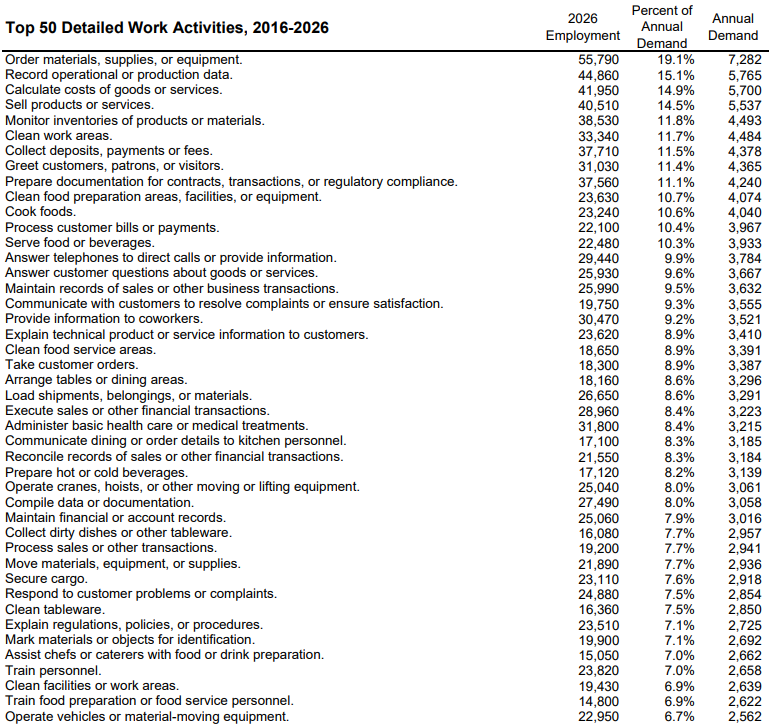 Top 50 Detailed Work Activities, 2016-2026 2026 Employment Percent of Annual Demand Annual Demand
Order materials, supplies, or equipment. 55,790 19.1% 7,282
Record operational or production data. 44,860 15.1% 5,765
Calculate costs of goods or services. 41,950 14.9% 5,700
Sell products or services. 40,510 14.5% 5,537
Monitor inventories of products or materials. 38,530 11.8% 4,493
Clean work areas. 33,340 11.7% 4,484
Collect deposits, payments or fees. 37,710 11.5% 4,378
Greet customers, patrons, or visitors. 31,030 11.4% 4,365
Prepare documentation for contracts, transactions, or regulatory compliance. 37,560 11.1% 4,240
Clean food preparation areas, facilities, or equipment. 23,630 10.7% 4,074
Cook foods. 23,240 10.6% 4,040
Process customer bills or payments. 22,100 10.4% 3,967
Serve food or beverages. 22,480 10.3% 3,933
Answer telephones to direct calls or provide information. 29,440 9.9% 3,784
Answer customer questions about goods or services. 25,930 9.6% 3,667
Maintain records of sales or other business transactions. 25,990 9.5% 3,632
Communicate with customers to resolve complaints or ensure satisfaction. 19,750 9.3% 3,555
Provide information to coworkers. 30,470 9.2% 3,521
Explain technical product or service information to customers. 23,620 8.9% 3,410
Clean food service areas. 18,650 8.9% 3,391
Take customer orders. 18,300 8.9% 3,387
Arrange tables or dining areas. 18,160 8.6% 3,296
Load shipments, belongings, or materials. 26,650 8.6% 3,291
Execute sales or other financial transactions. 28,960 8.4% 3,223
Administer basic health care or medical treatments. 31,800 8.4% 3,215
Communicate dining or order details to kitchen personnel. 17,100 8.3% 3,185
Reconcile records of sales or other financial transactions. 21,550 8.3% 3,184
Prepare hot or cold beverages. 17,120 8.2% 3,139
Operate cranes, hoists, or other moving or lifting equipment. 25,040 8.0% 3,061
Compile data or documentation. 27,490 8.0% 3,058
Maintain financial or account records. 25,060 7.9% 3,016
Collect dirty dishes or other tableware. 16,080 7.7% 2,957
Process sales or other transactions. 19,200 7.7% 2,941
Move materials, equipment, or supplies. 21,890 7.7% 2,936
Secure cargo. 23,110 7.6% 2,918
Respond to customer problems or complaints. 24,880 7.5% 2,854
Clean tableware. 16,360 7.5% 2,850
Explain regulations, policies, or procedures. 23,510 7.1% 2,725
Mark materials or objects for identification. 19,900 7.1% 2,692
Assist chefs or caterers with food or drink preparation. 15,050 7.0% 2,662
Train personnel. 23,820 7.0% 2,658
Clean facilities or work areas. 19,430 6.9% 2,639
Train food preparation or food service personnel. 14,800 6.9% 2,622
Operate vehicles or material-moving equipment. 22,950 6.7% 2,562